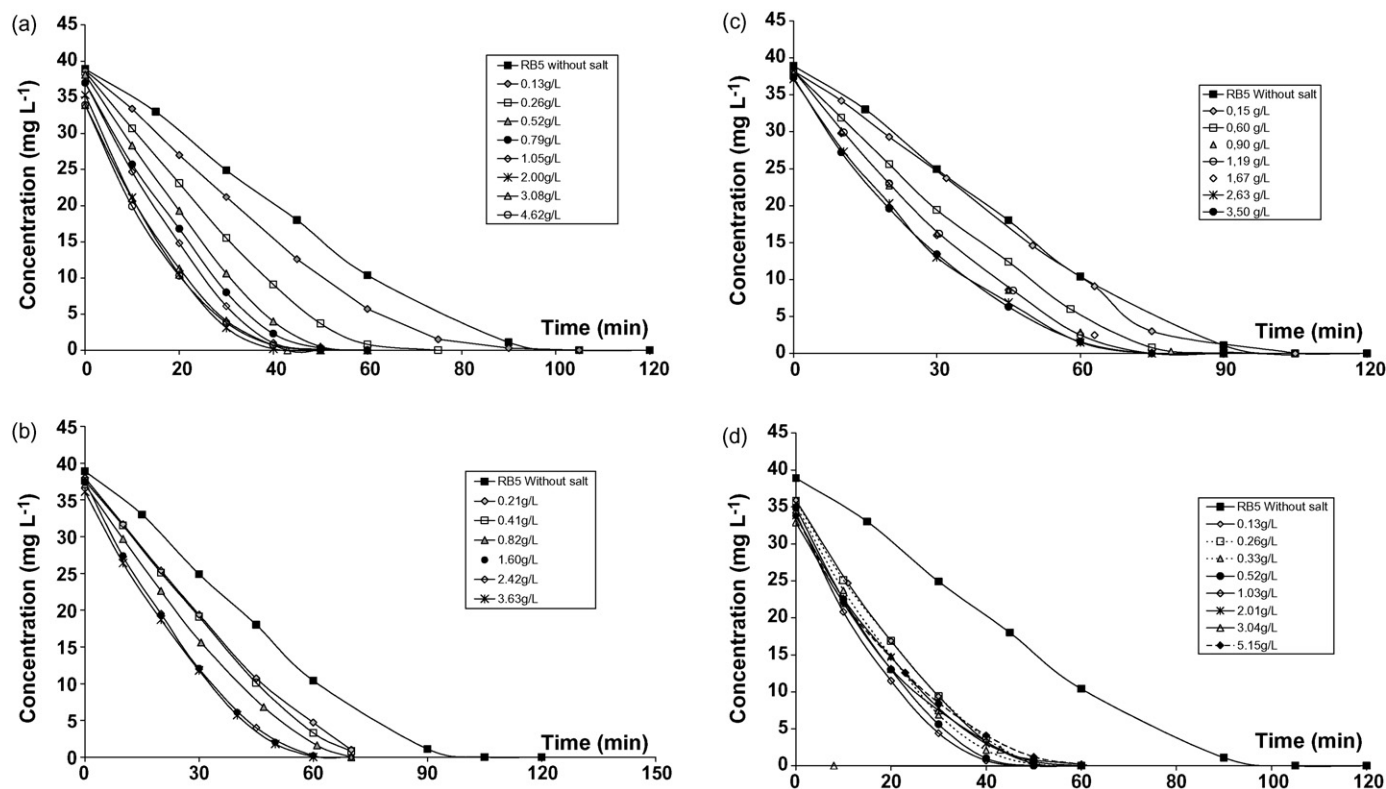 (a)
45
40
35
30
25
20
15
10
5
0
Concentration (mg L-1)
RB5 without salt
0.13g/L
0.26g/L
0.52g/L
0.79g/L
1.05g/L
2.00g/L
3.08g/L
4.62g/L
Time (min)
0 20 40 60 80 100 120
(c)
45
40
35
30
25
20
15
10
5
0
Concentration (mg L-1)
RB5 Without salt
0,15 g/L
0,60 g/L
0,90 g/L
1,19 g/L
1,67 g/L
2,63 g/L
3,50 g/L
Time (min)
0 30 60 90 120
(b)
45
40
35
30
25
20
15
10
5
0
Concentration (mg L-1)
RB5 Without salt
0.21g/L
0.41g/L
0.82g/L
1.60g/L
2.42g/L
3.63g/L
Time (min)
0 30 60 90 120 150
(d)
45
40
35
30
25
20
15
10
5
0
Concentration (mg L-1)
RB5 Without salt
0.13g/L
0.26g/L
0.33g/L
0.52g/L
1.03g/L
2.01g/L
3.04g/L
5.15g/L
Time (min)
0 20 40 60 80 100 120